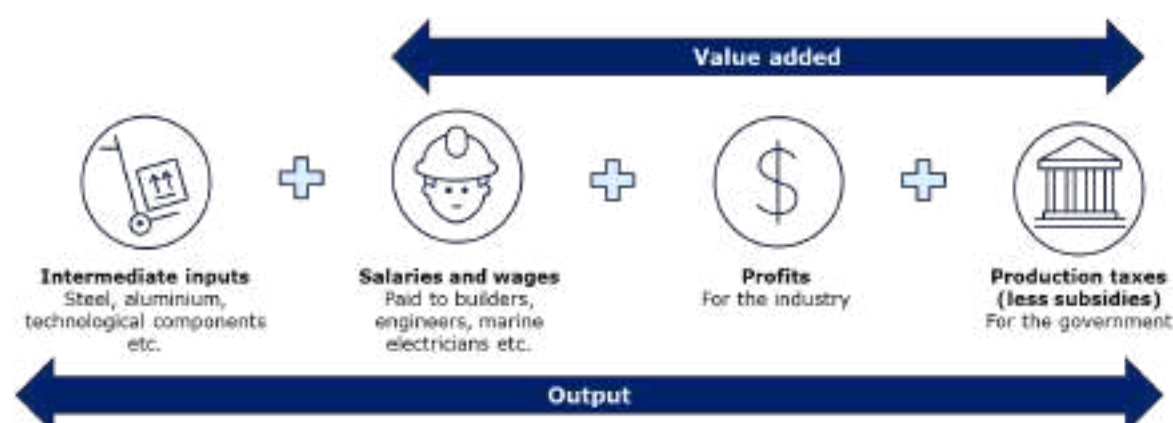 Value added
Intermediate inputs
Steel, aluminium,
technological components
etc.
Salaries and wages
Paid to builders,
engineers, marine
electricians etc.
Profits
For the industry
Production taxes
(less subsidies)
For the government
Output